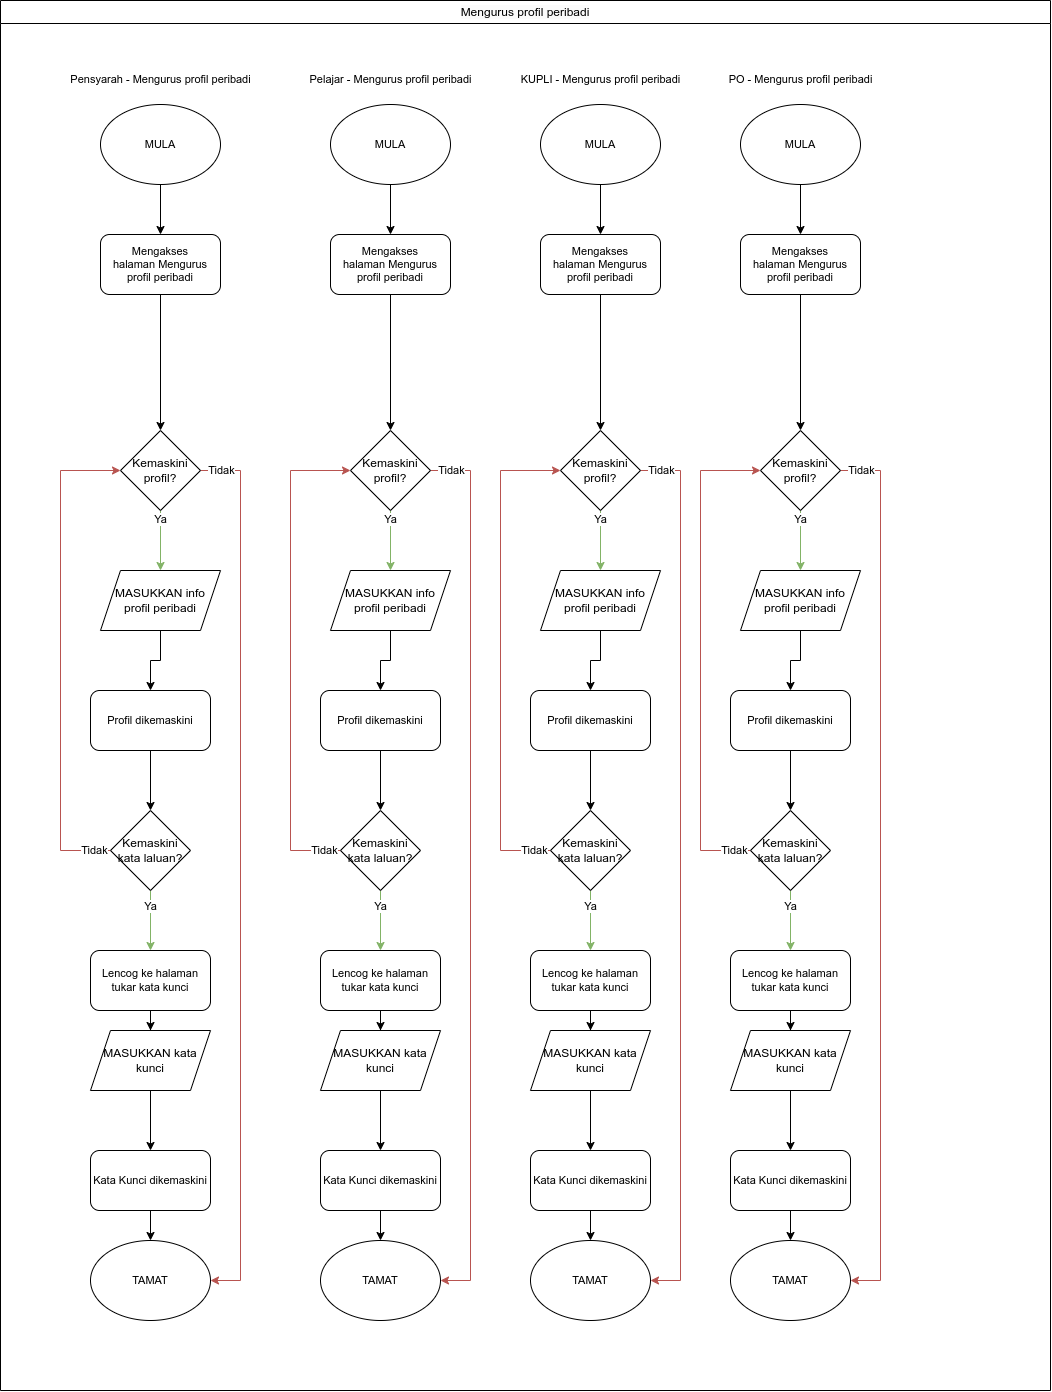 Mengurus profil peribadi
Pensyarah - Mengurus profil peribadi
MULA
Mengakses
halaman Mengurus
profil peribadi
Kemaskini
profil?
Tidak
Ya
MASUKKAN info
profil peribadi
Profil dikemaskini
Kemaskini
kata laluan?
Tidak
Ya
Lencog ke halaman
tukar kata kunci
MASUKKAN kata
kunci
Kata Kunci dikemaskini
TAMAT
Pelajar - Mengurus profil peribadi
MULA
Mengakses
halaman Mengurus
profil peribadi
Kemaskini
profil?
Tidak
Ya
MASUKKAN info
profil peribadi
Profil dikemaskini
Kemaskini
kata laluan?
Tidak
Ya
Lencog ke halaman
tukar kata kunci
MASUKKAN kata
kunci
Kata Kunci dikemaskini
TAMAT
KUPLI - Mengurus profil peribadi
MULA
Mengakses
halaman Mengurus
profil peribadi
Kemaskini
profil?
Tidak
Ya
MASUKKAN info
profil peribadi
Profil dikemaskini
Kemaskini
kata laluan?
Tidak
Ya
Lencog ke halaman
tukar kata kunci
MASUKKAN kata
kunci
Kata Kunci dikemaskini
TAMAT
PO - Mengurus profil peribadi
MULA
Mengakses
halaman Mengurus
profil peribadi
Kemaskini
profil?
Tidak
Ya
MASUKKAN info
profil peribadi
Profil dikemaskini
Kemaskini
kata laluan?
Tidak
Ya
Lencog ke halaman
tukar kata kunci
MASUKKAN kata
kunci
Kata Kunci dikemaskini
TAMAT